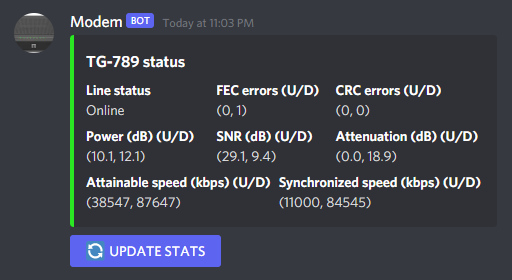 Modem BOT Today at 11:03 PM
TG-789 status
Line status FEC errors (U/D) CRC errors (U/D)
Online (0, 1) (0, 0)
Power (dB) (U/D) SNR (dB) (U/D) Attenuation (dB) (U/D)
(10.1, 12.1) (29.1, 9.4) (0.0, 18.9)
Attainable speed (kbps) (U/D) Synchronized speed (kbps) (U/D)
(38547, 87647) (11000, 84545)
UPDATE STATS